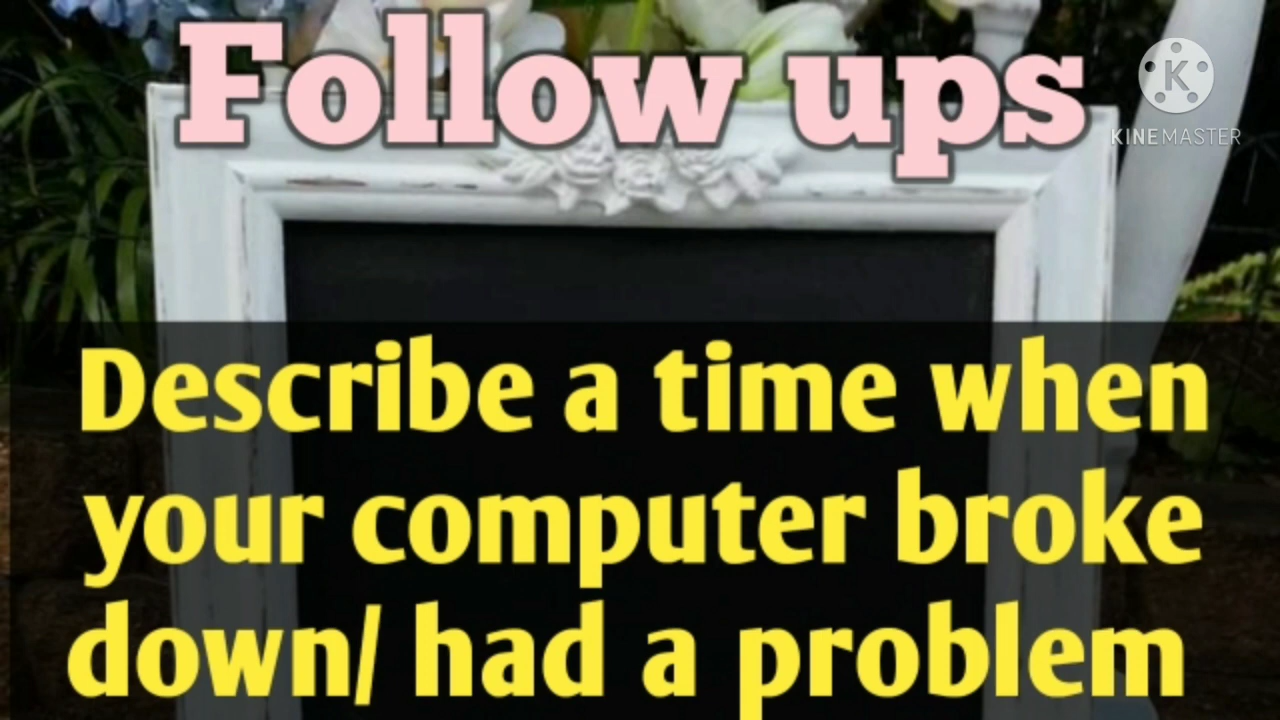 Follow ups
K
KINEMASTER
Describe a time when
your computer broke
down/ had a problem